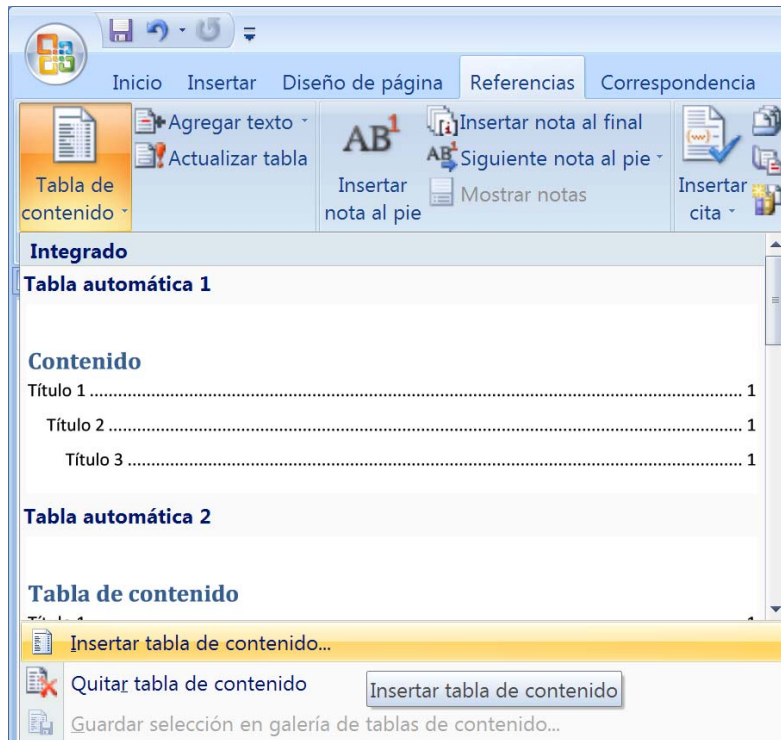 Inicio Insertar Diseño de página Referencias Correspondencia
Tabla de contenido
Agregar texto
Actualizar tabla
AB1
Insertar nota al pie
Insertar nota al final
Siguiente nota al pie
Mostrar notas
Insertar cita
Integrado
Tabla automática 1
Contenido
Título 1 ........ 1
Título 2 ........ 1
Título 3 ........ 1
Tabla automática 2
Tabla de contenido
Insertar tabla de contenido...
Quitar tabla de contenido
Insertar tabla de contenido
Guardar selección en galería de tablas de contenido...